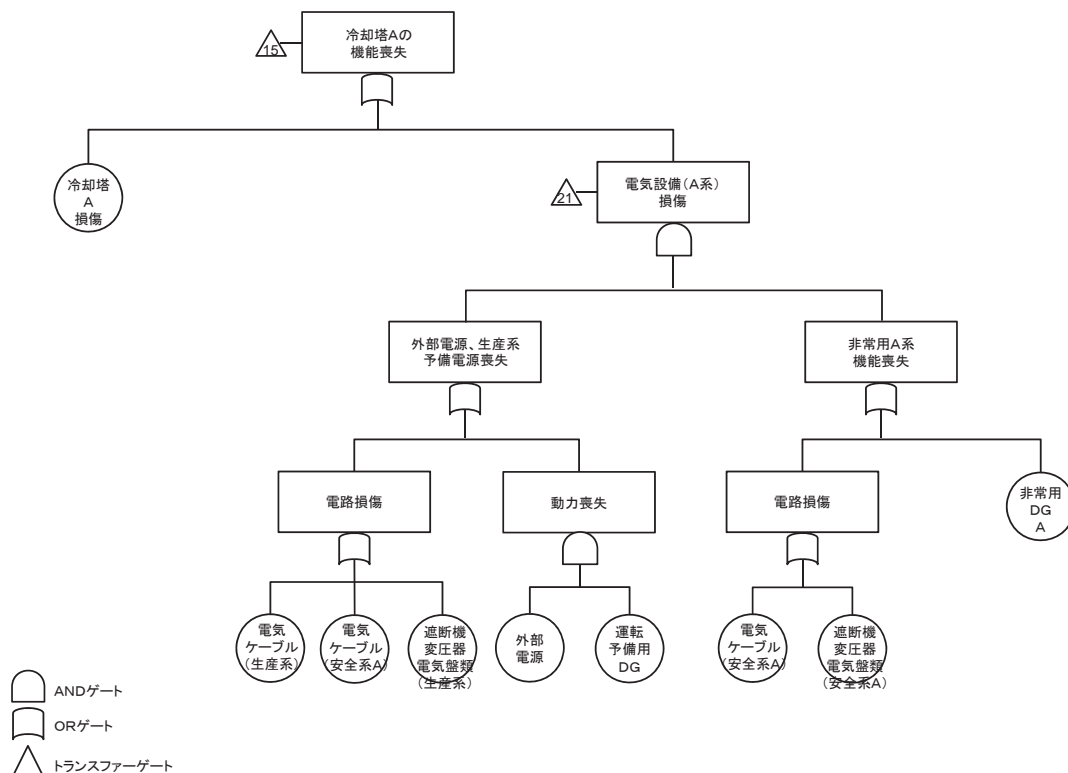 冷却塔Aの
機能喪失
15
冷却塔
A
損傷
電気設備(A系)
損傷
21
外部電源、生産系
予備電源喪失
非常用A系
機能喪失
電路損傷
動力喪失
電路損傷
非常用
DG
A
電気
ケーブル
(生産系)
電気
ケーブル
(安全系A)
遮断機
変圧器
電気盤類
(生産系)
外部
電源
運転
予備用
DG
電気
ケーブル
(安全系A)
遮断機
変圧器
電気盤類
(安全系A)
ANDゲート
ORゲート
トランスファーゲート